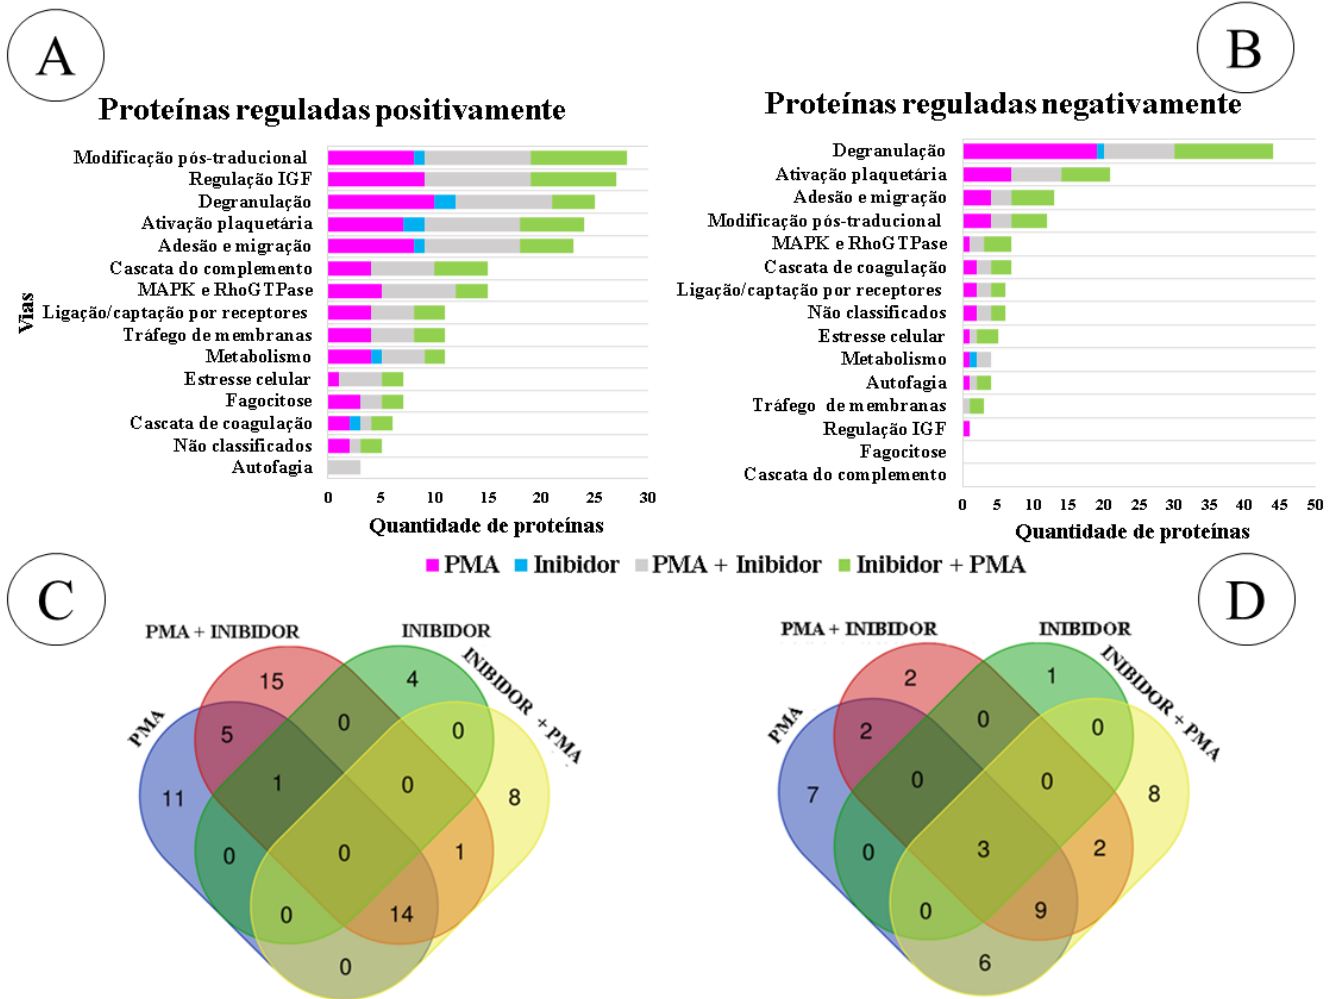 A
B
Proteínas reguladas positivamente
Proteínas reguladas negativamente
Vias
Modificação pós-traducional
Regulação IGF
Degranulação
Ativação plaquetária
Adesão e migração
Cascata do complemento
MAPK e RhoGTPase
Ligação/captação por receptores
Tráfego de membranas
Metabolismo
Estresse celular
Fagocitose
Cascata de coagulação
Não classificados
Autofagia
0 5 10 15 20 25 30
Quantidade de proteínas
Degranulação
Ativação plaquetária
Adesão e migração
Modificação pós-traducional
MAPK e RhoGTPase
Cascata de coagulação
Ligação/captação por receptores
Não classificados
Estresse celular
Metabolismo
Autofagia
Tráfego de membranas
Regulação IGF
Fagocitose
Cascata do complemento
0 5 10 15 20 25 30 35 40 45 50
Quantidade de proteínas
PMA Inibidor PMA + Inibidor Inibidor + PMA
C
PMA + INIBIDOR
INIBIDOR
PMA
INIBIDOR + PMA
15
4
5
0
0
11
1
0
8
0
0
1
0
14
0
D
PMA + INIBIDOR
INIBIDOR
PMA
INIBIDOR + PMA
2
1
2
0
0
7
0
0
8
0
3
2
0
9
6